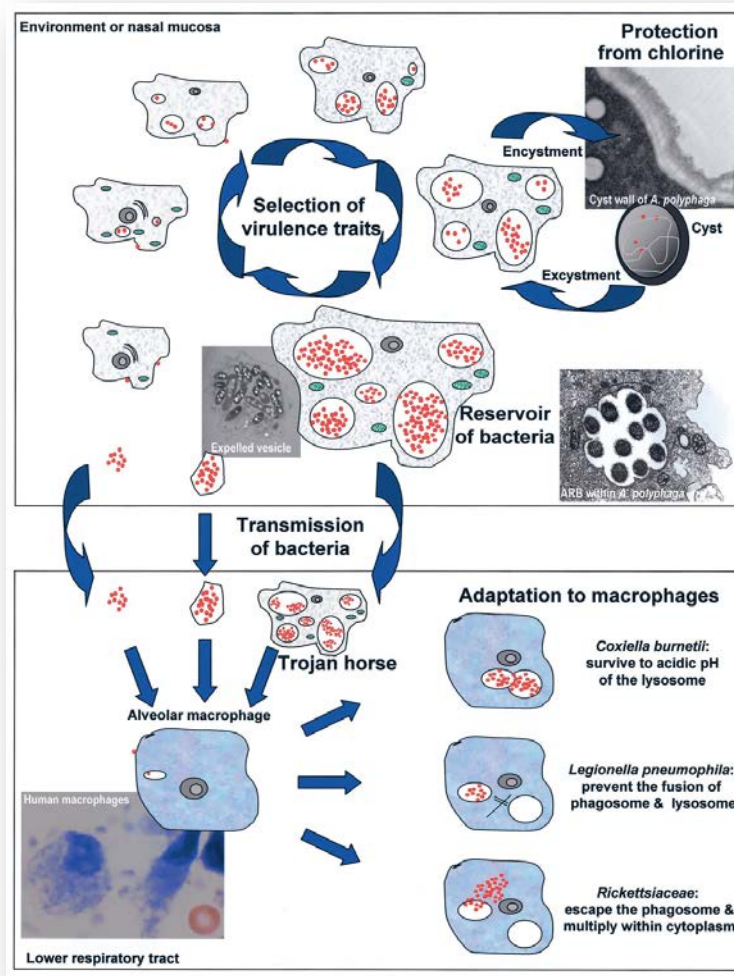 Environment or nasal mucosa
Protection
from chlorine
Encystment
Cyst wall of A. polyphaga
Selection of
virulence traits
Cyst
Excystment
Expelled vesicle
Reservoir
of bacteria
ARB within A. polyphaga
Transmission
of bacteria
Adaptation to macrophages
Trojan horse
Coxiella burnetii:
survive to acidic pH
of the lysosome
Alveolar macrophage
Legionella pneumophila:
prevent the fusion of
phagosome & lysosome
Human macrophages
Rickettsiaceae:
escape the phagosome &
multiply within cytoplasm
Lower respiratory tract